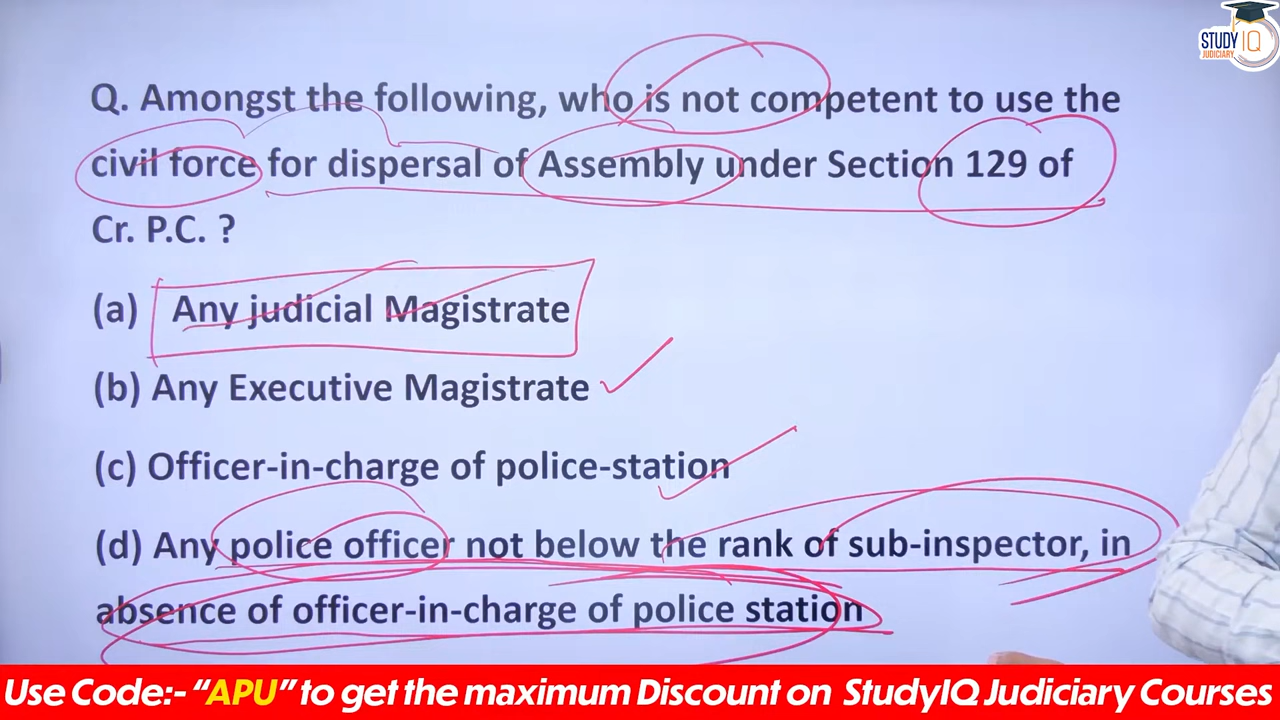 STUDY IQ
JUDICIARY
Q. Amongst the following, who is not competent to use the
civil force for dispersal of Assembly under Section 129 of
Cr. P.C. ?
(a) Any judicial Magistrate
(b) Any Executive Magistrate
(c) Officer-in-charge of police-station
(d) Any police officer not below the rank of sub-inspector, in
absence of officer-in-charge of police station
Use Code:- “APU” to get the maximum Discount on StudyIQ Judiciary Courses